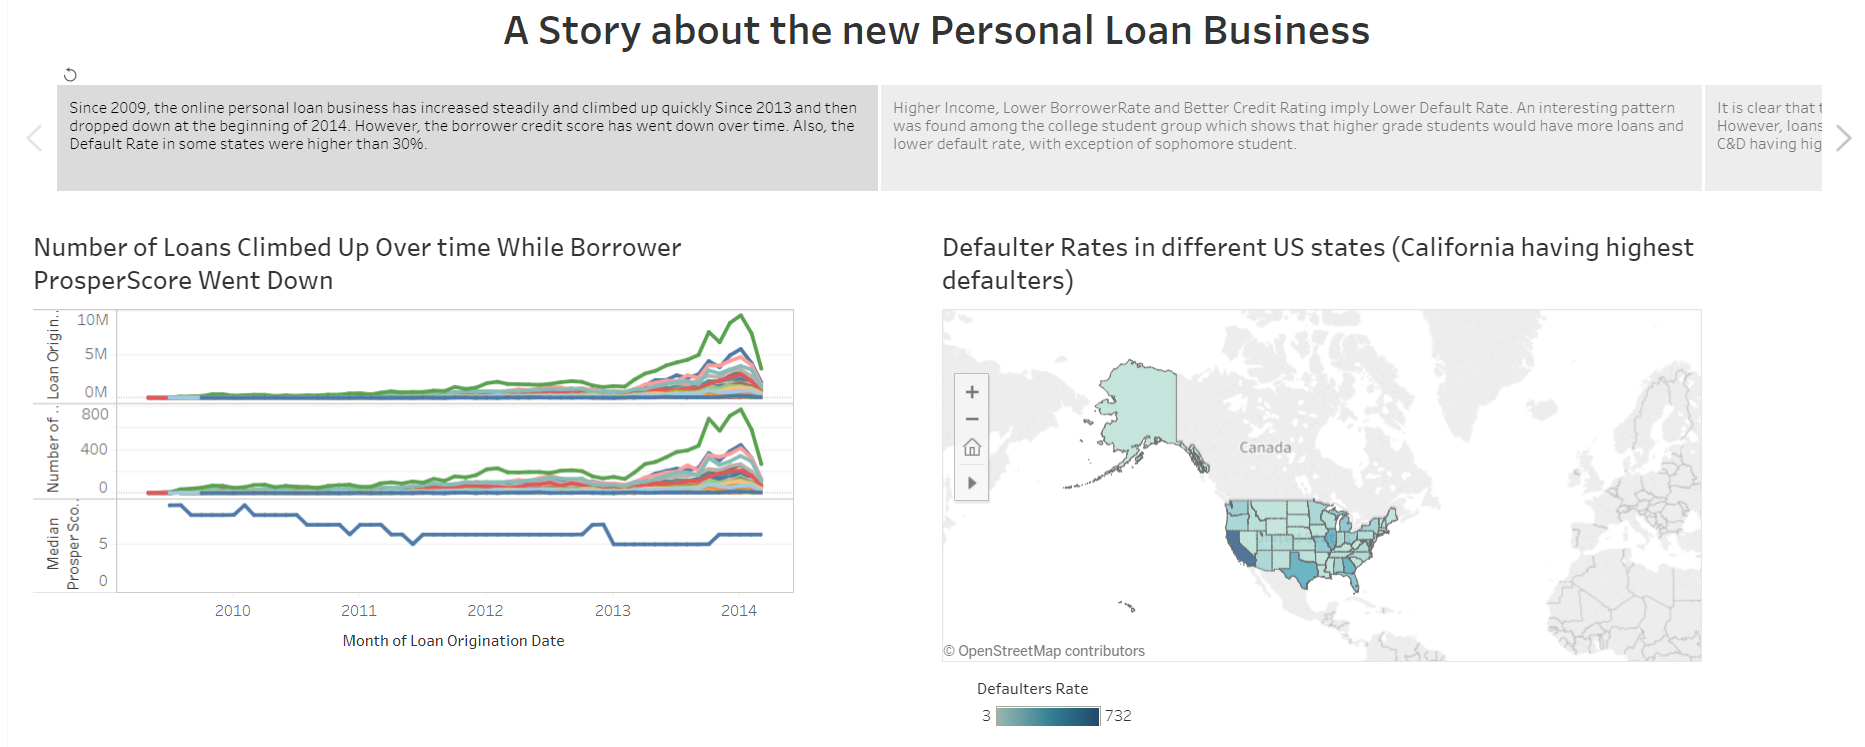 A Story about the new Personal Loan Business
Since 2009, the online personal loan business has increased steadily and climbed up quickly Since 2013 and then
dropped down at the beginning of 2014. However, the borrower credit score has went down over time. Also, the
Default Rate in some states were higher than 30%.
Higher Income, Lower BorrowerRate and Better Credit Rating imply Lower Default Rate. An interesting pattern
was found among the college student group which shows that higher grade students would have more loans and
lower default rate, with exception of sophomore student.
It is clear that t
However, loans
C&D having hig
Number of Loans Climbed Up Over time While Borrower
ProsperScore Went Down
Loan Origin..
10M
5M
0M
Number of ..
800
400
0
Median
Prosper Sco..
5
0
2010
2011
2012
2013
2014
Month of Loan Origination Date
Defaulter Rates in different US states (California having highest
defaulters)
Canada
© OpenStreetMap contributors
Defaulters Rate
3
732